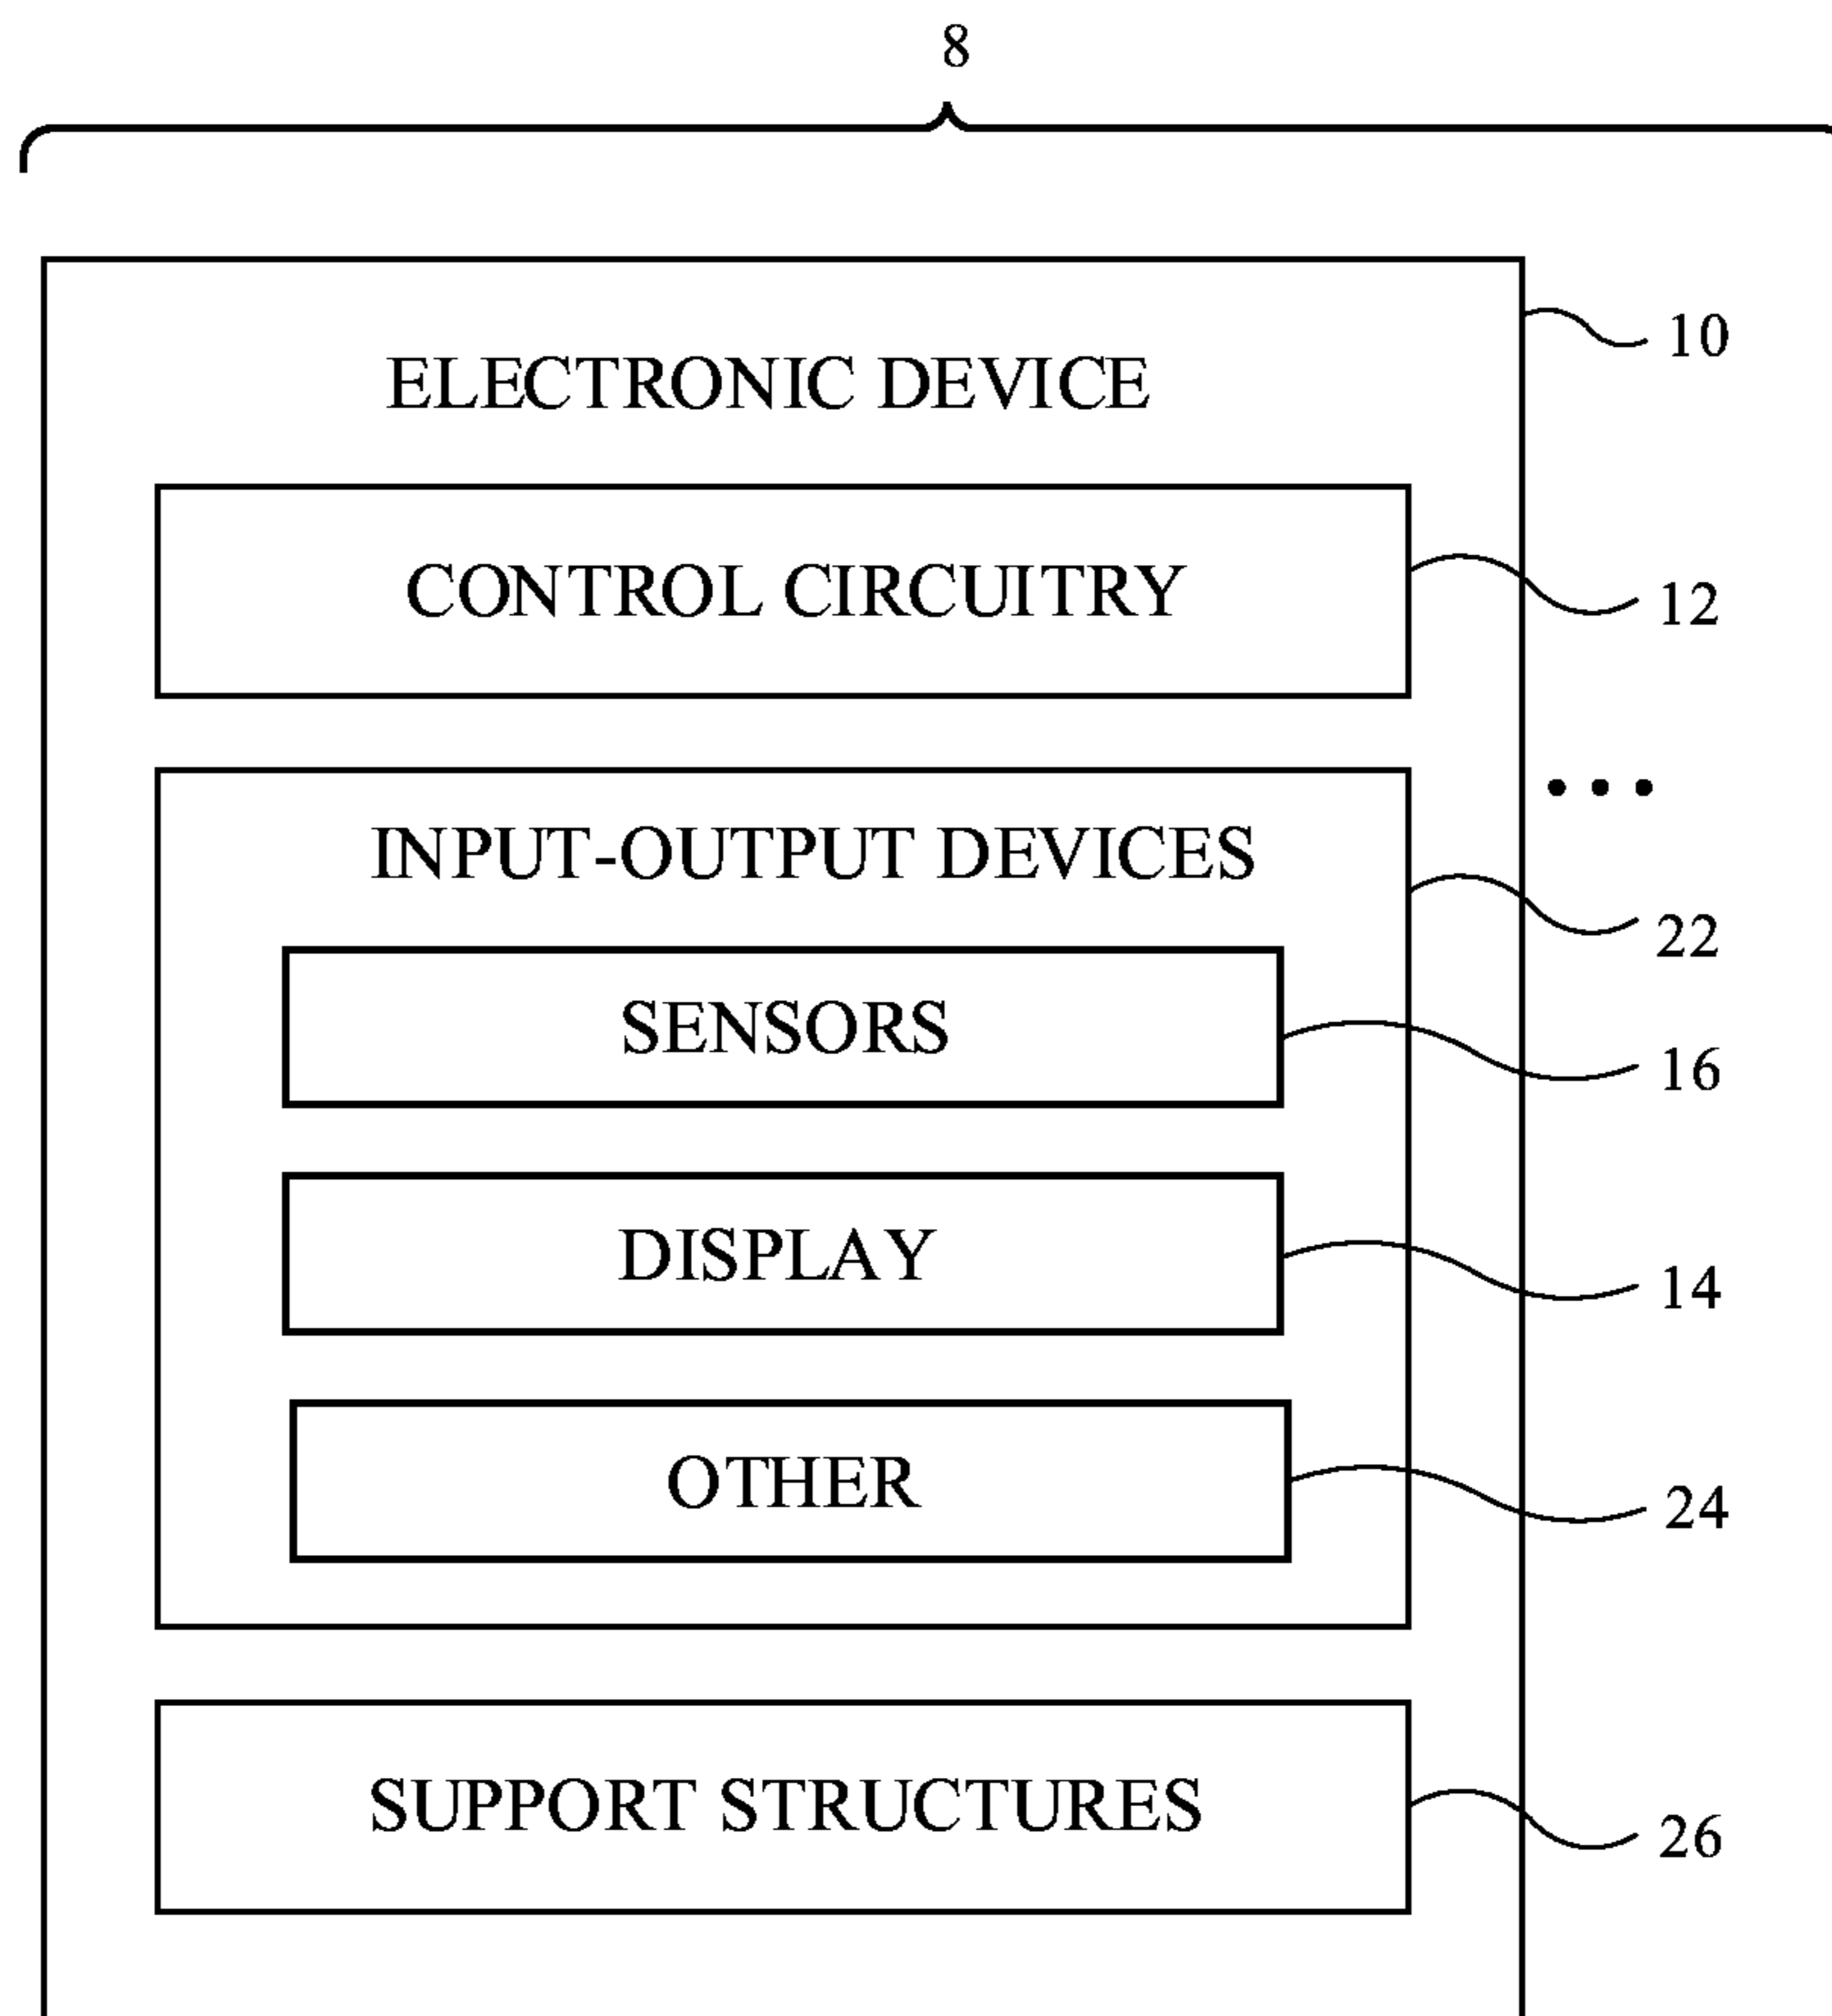 8
ELECTRONIC DEVICE
10
CONTROL CIRCUITRY
12
...
INPUT-OUTPUT DEVICES
22
SENSORS
16
DISPLAY
14
OTHER
24
SUPPORT STRUCTURES
26